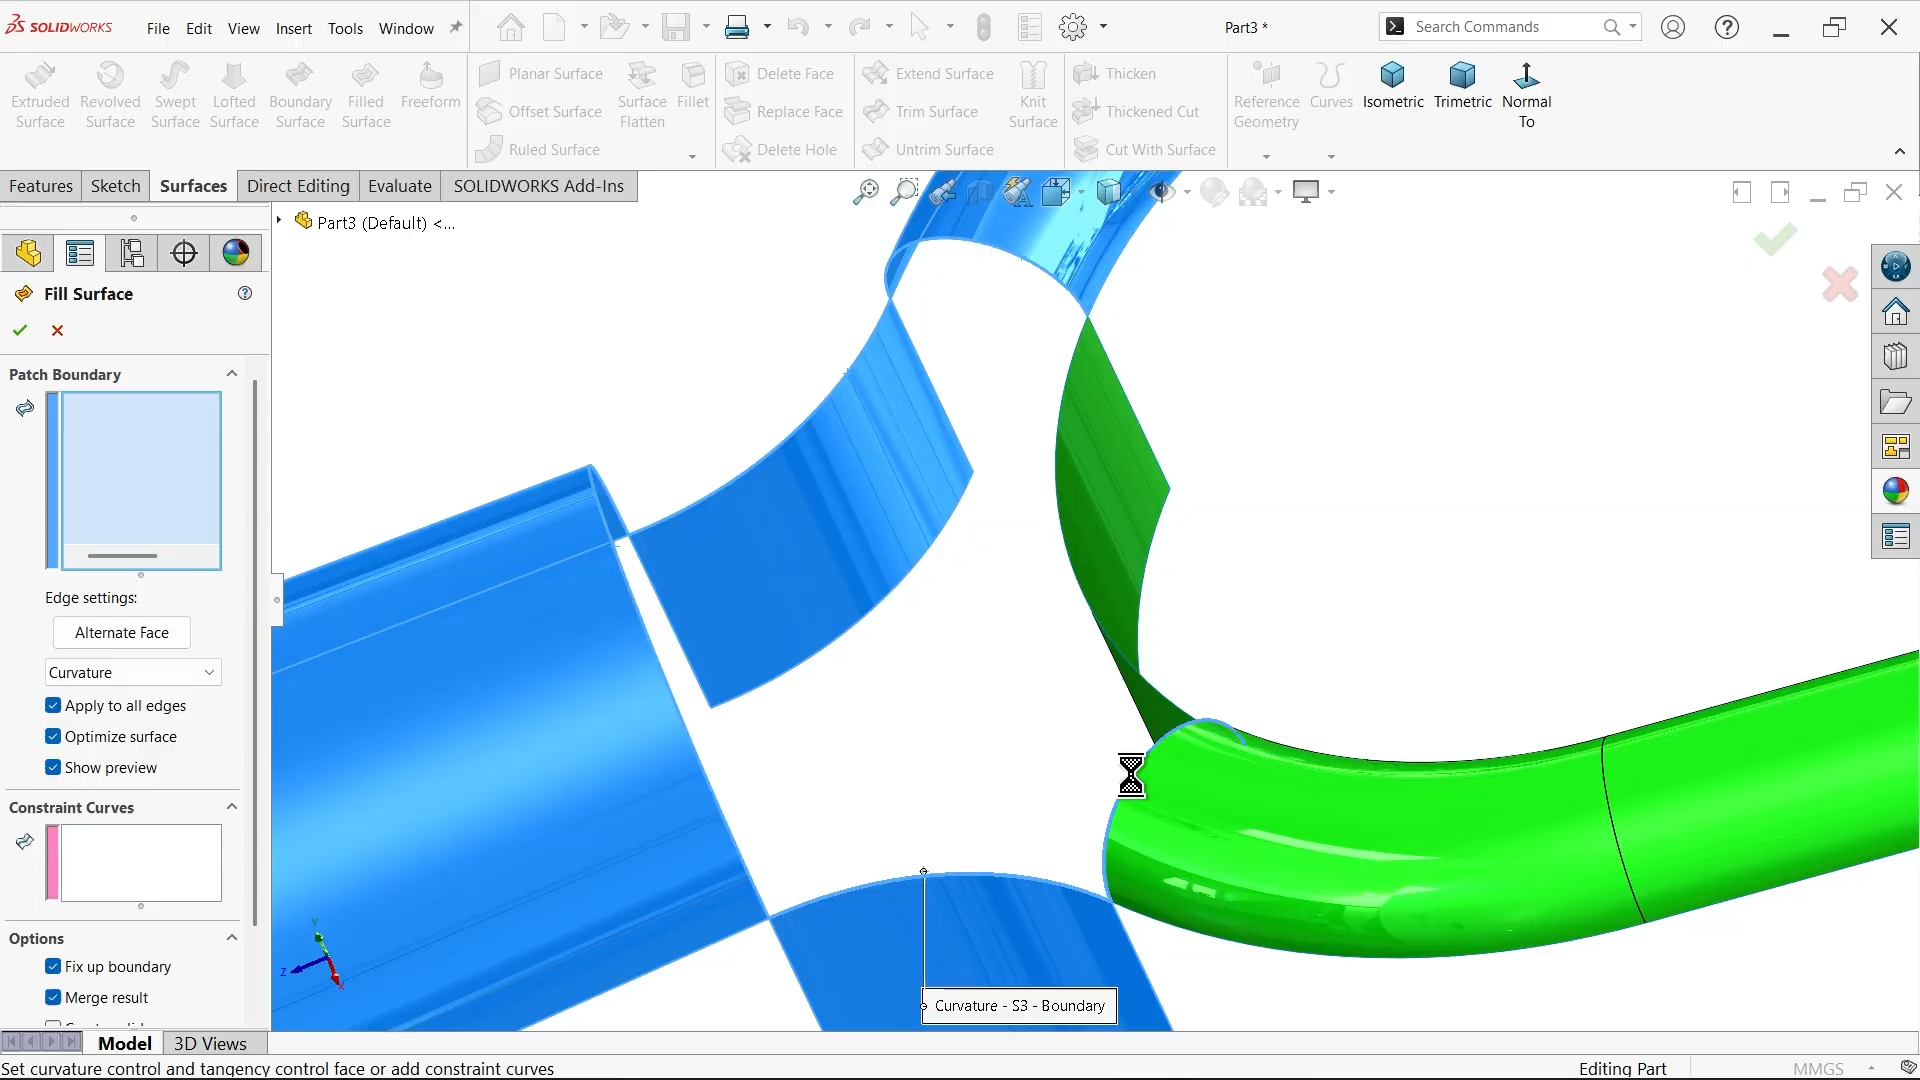 SOLIDWORKS
File Edit View Insert Tools Window
Part3 *
Search Commands
Extruded Surface
Revolved Surface
Swept Surface
Lofted Surface
Boundary Surface
Filled Surface
Freeform
Planar Surface
Offset Surface
Ruled Surface
Surface Flatten
Fillet
Delete Face
Replace Face
Delete Hole
Extend Surface
Trim Surface
Untrim Surface
Knit Surface
Thicken
Thickened Cut
Cut With Surface
Reference Geometry
Curves
Isometric
Trimetric
Normal To
Features Sketch Surfaces Direct Editing Evaluate SOLIDWORKS Add-Ins
Part3 (Default) <...
Fill Surface
Patch Boundary
Edge settings:
Alternate Face
Curvature
Apply to all edges
Optimize surface
Show preview
Constraint Curves
Options
Fix up boundary
Merge result
Y
Z
X
Curvature - S3 - Boundary
Model 3D Views
Set curvature control and tangency control face or add constraint curves
Editing Part
MMGS